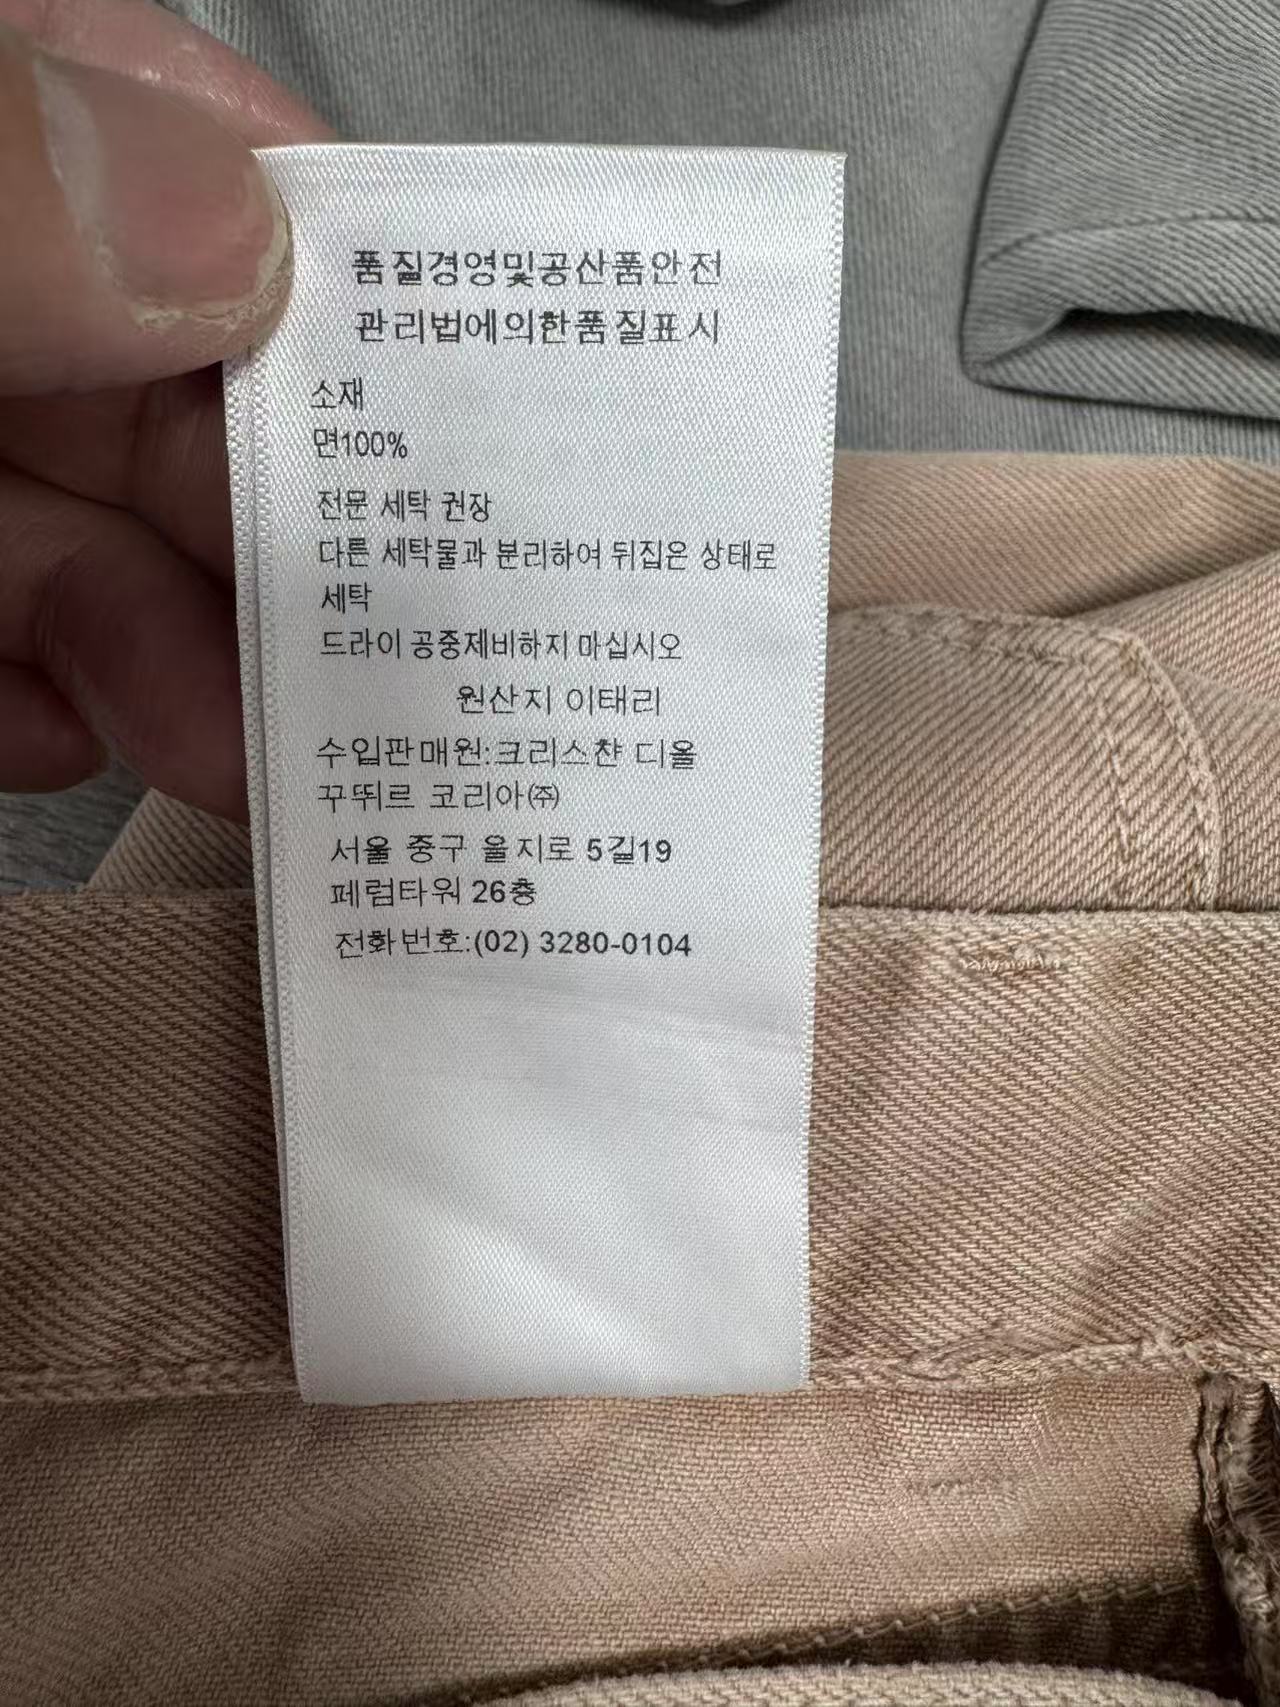 품질경영및공산품안전
관리법에의한품질표시
소재
면100%
전문 세탁 권장
다른 세탁물과 분리하여 뒤집은 상태로
세탁
드라이 공중제비하지 마십시오
원산지 이태리
수입판매원:크리스챤 디올
꾸뛰르 코리아㈜
서울 중구 을지로 5길19
페럼타워 26층
전화번호:(02) 3280-0104